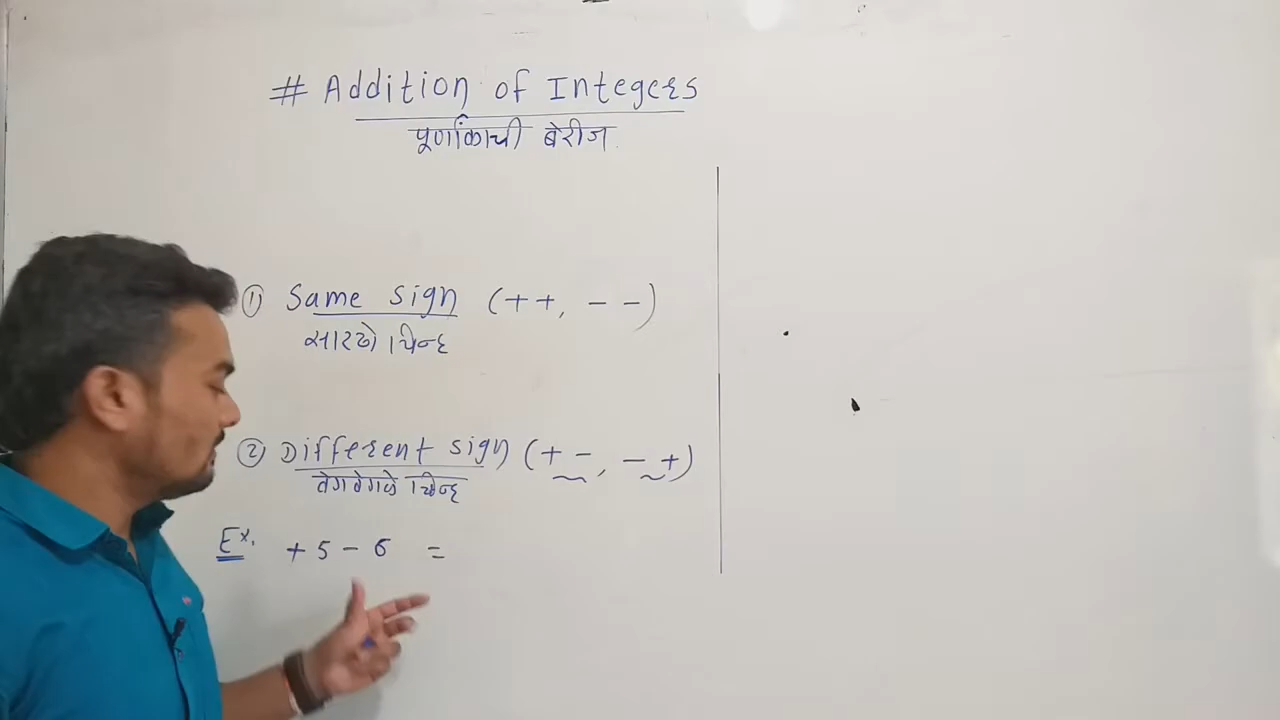 # Addition of Integers
पूर्णांकाची बेरीज
① Same sign (++, − −)
सारखे चिन्ह
② Different sign (+ −, − +)
वेगवेगळे चिन्ह
Ex. +5 − 6 =